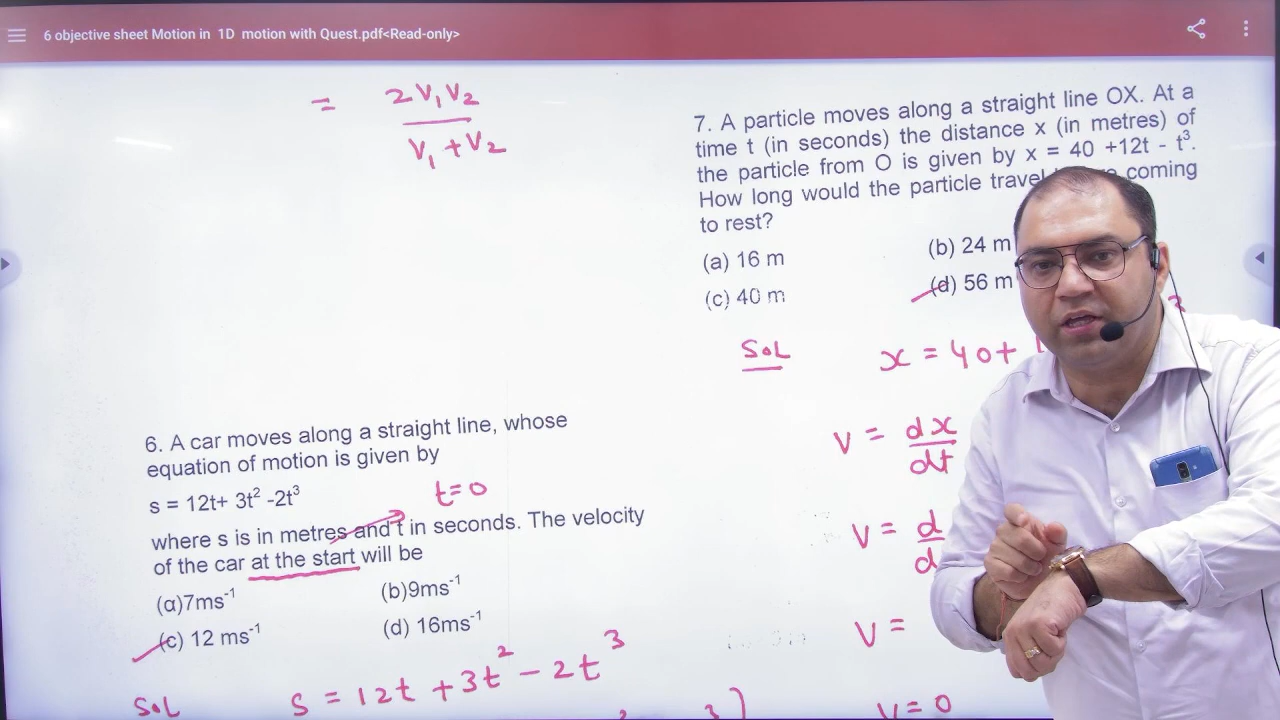 6 objective sheet Motion in 1D motion with Quest.pdf<Read-only>
= 2V₁V₂
V₁+V₂
6. A car moves along a straight line, whose
equation of motion is given by
s = 12t+ 3t² -2t³
t=0
where s is in metres and t in seconds. The velocity
of the car at the start will be
(a)7ms⁻¹ (b)9ms⁻¹
(c) 12 ms⁻¹ (d) 16ms⁻¹
SoL S = 12t + 3t² - 2t³
7. A particle moves along a straight line OX. At a
time t (in seconds) the distance x (in metres) of
the particle from O is given by x = 40 +12t - t³.
How long would the particle travel coming
to rest?
(a) 16 m (b) 24 m
(c) 40 m (d) 56 m
SoL x = 40+
V = dx
dt
V = d
d
V =
V = 0